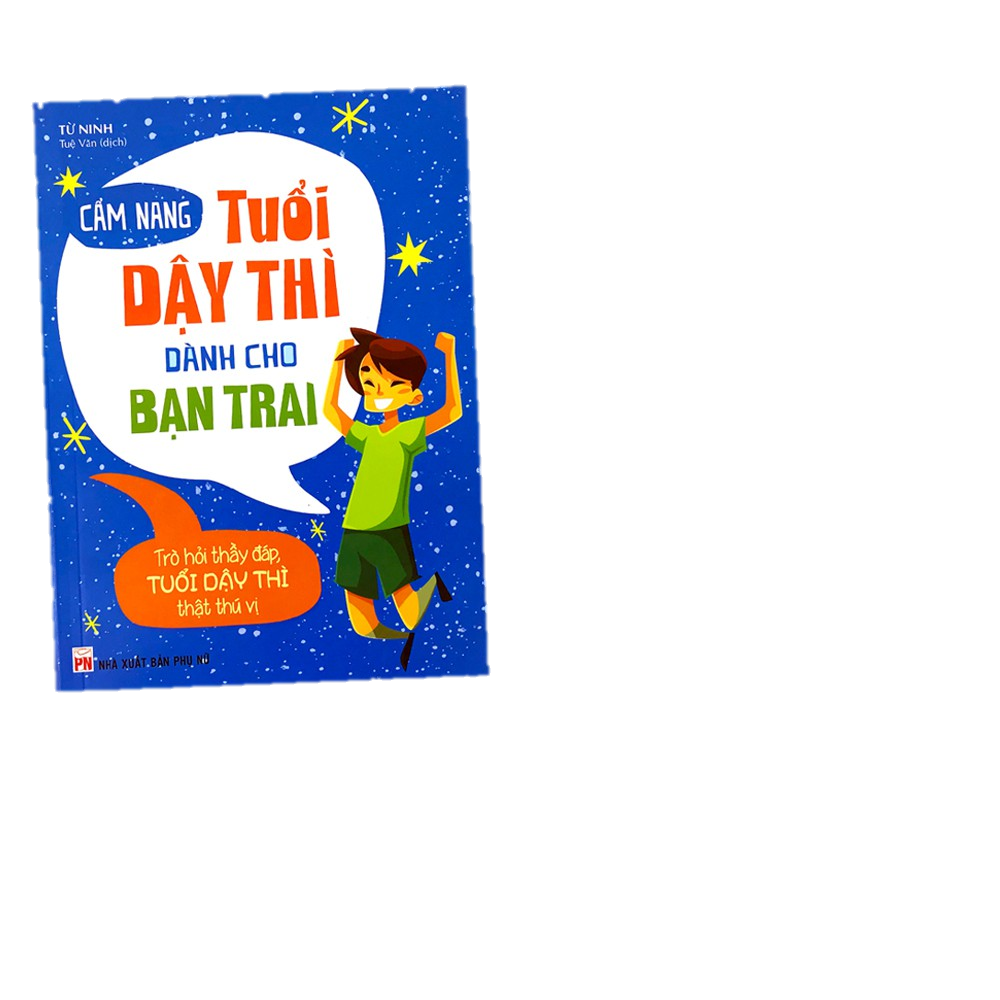 TỪ NINH
Tuệ Văn (dịch)
CẨM NANG TUỔI
DẬY THÌ
DÀNH CHO
BẠN TRAI
Trò hỏi thầy đáp,
TUỔI DẬY THÌ
thật thú vị
PN NHÀ XUẤT BẢN PHỤ NỮ